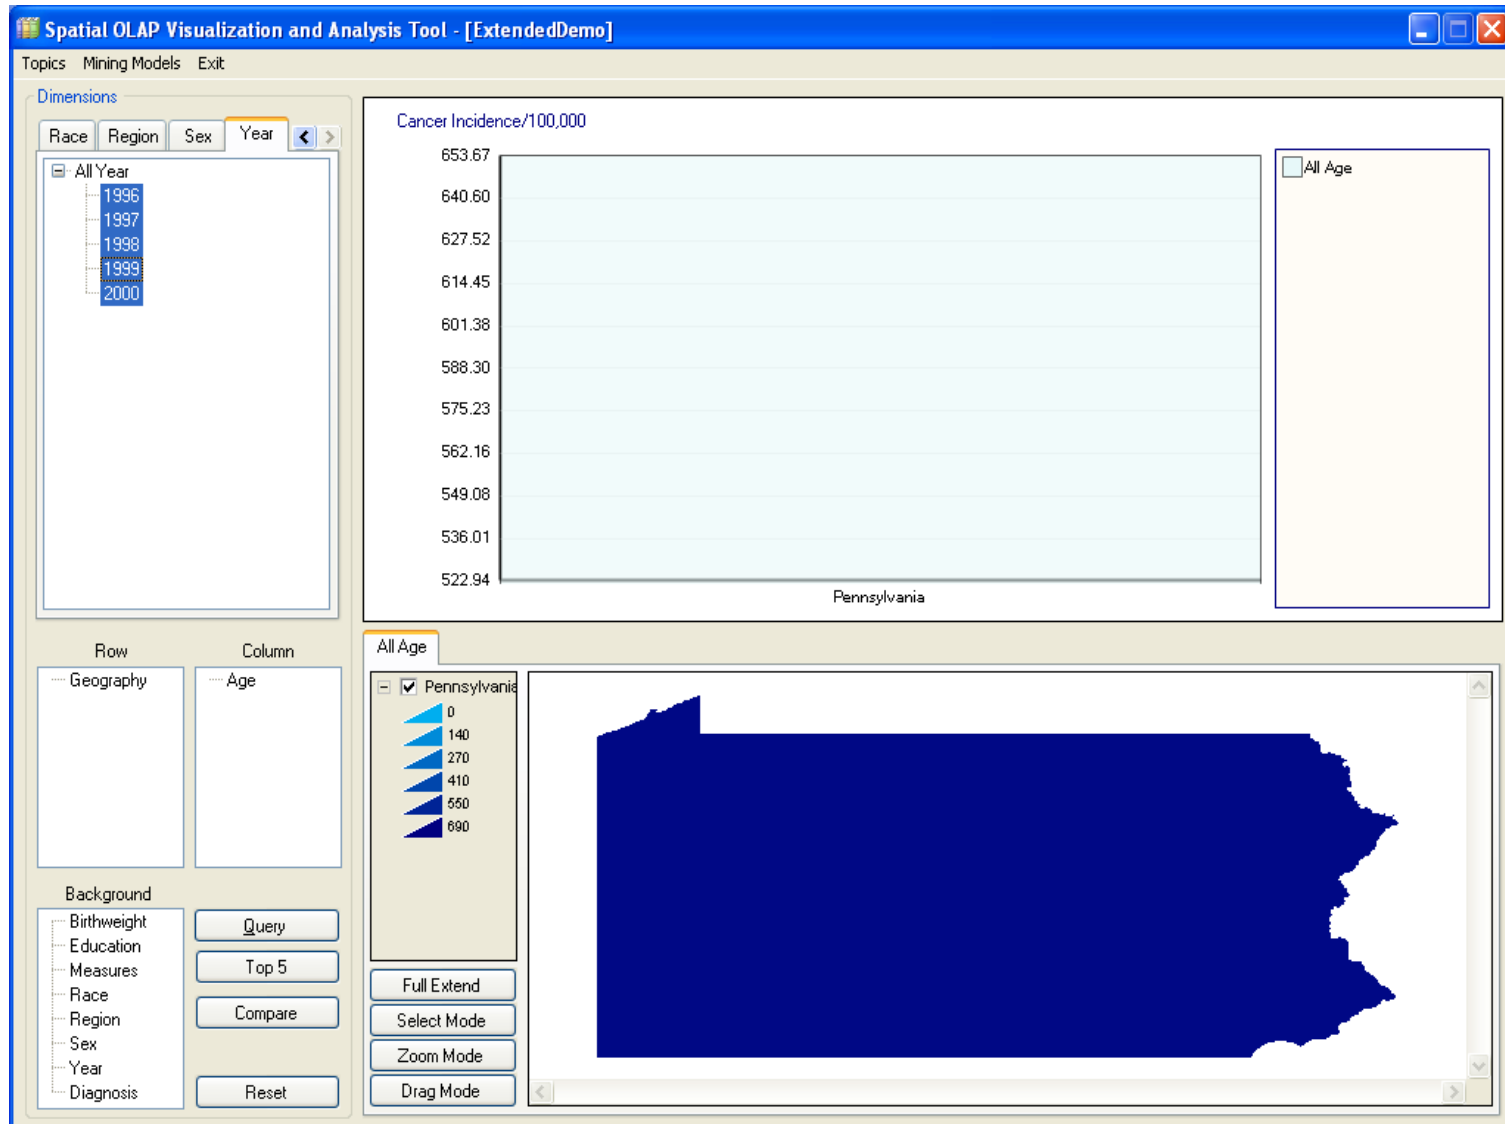 Spatial OLAP Visualization and Analysis Tool - [ExtendedDemo]
Topics Mining Models Exit
Dimensions
Race Region Sex Year
All Year
1996
1997
1998
1999
2000
Row Column
Geography Age
Background
Birthweight
Education
Measures
Race
Region
Sex
Year
Diagnosis
Query
Top 5
Compare
Reset
Cancer Incidence/100,000
653.67
640.60
627.52
614.45
601.38
588.30
575.23
562.16
549.08
536.01
522.94
Pennsylvania
All Age
All Age
Pennsylvania
0
140
270
410
550
690
Full Extend
Select Mode
Zoom Mode
Drag Mode